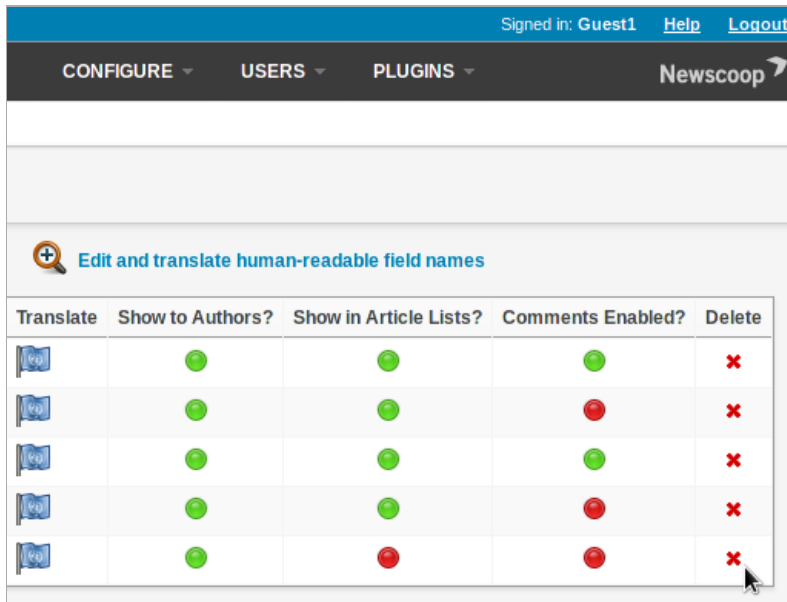 Signed in: Guest1 Help Logout
CONFIGURE USERS PLUGINS Newscoop
Edit and translate human-readable field names
Translate Show to Authors? Show in Article Lists? Comments Enabled? Delete